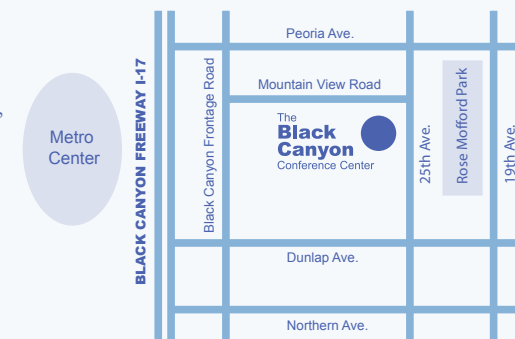 Peoria Ave.
Mountain View Road
The
Black
Canyon
Conference Center
Metro
Center
BLACK CANYON FREEWAY I-17
Black Canyon Frontage Road
25th Ave.
Rose Mofford Park
19th Ave.
Dunlap Ave.
Northern Ave.